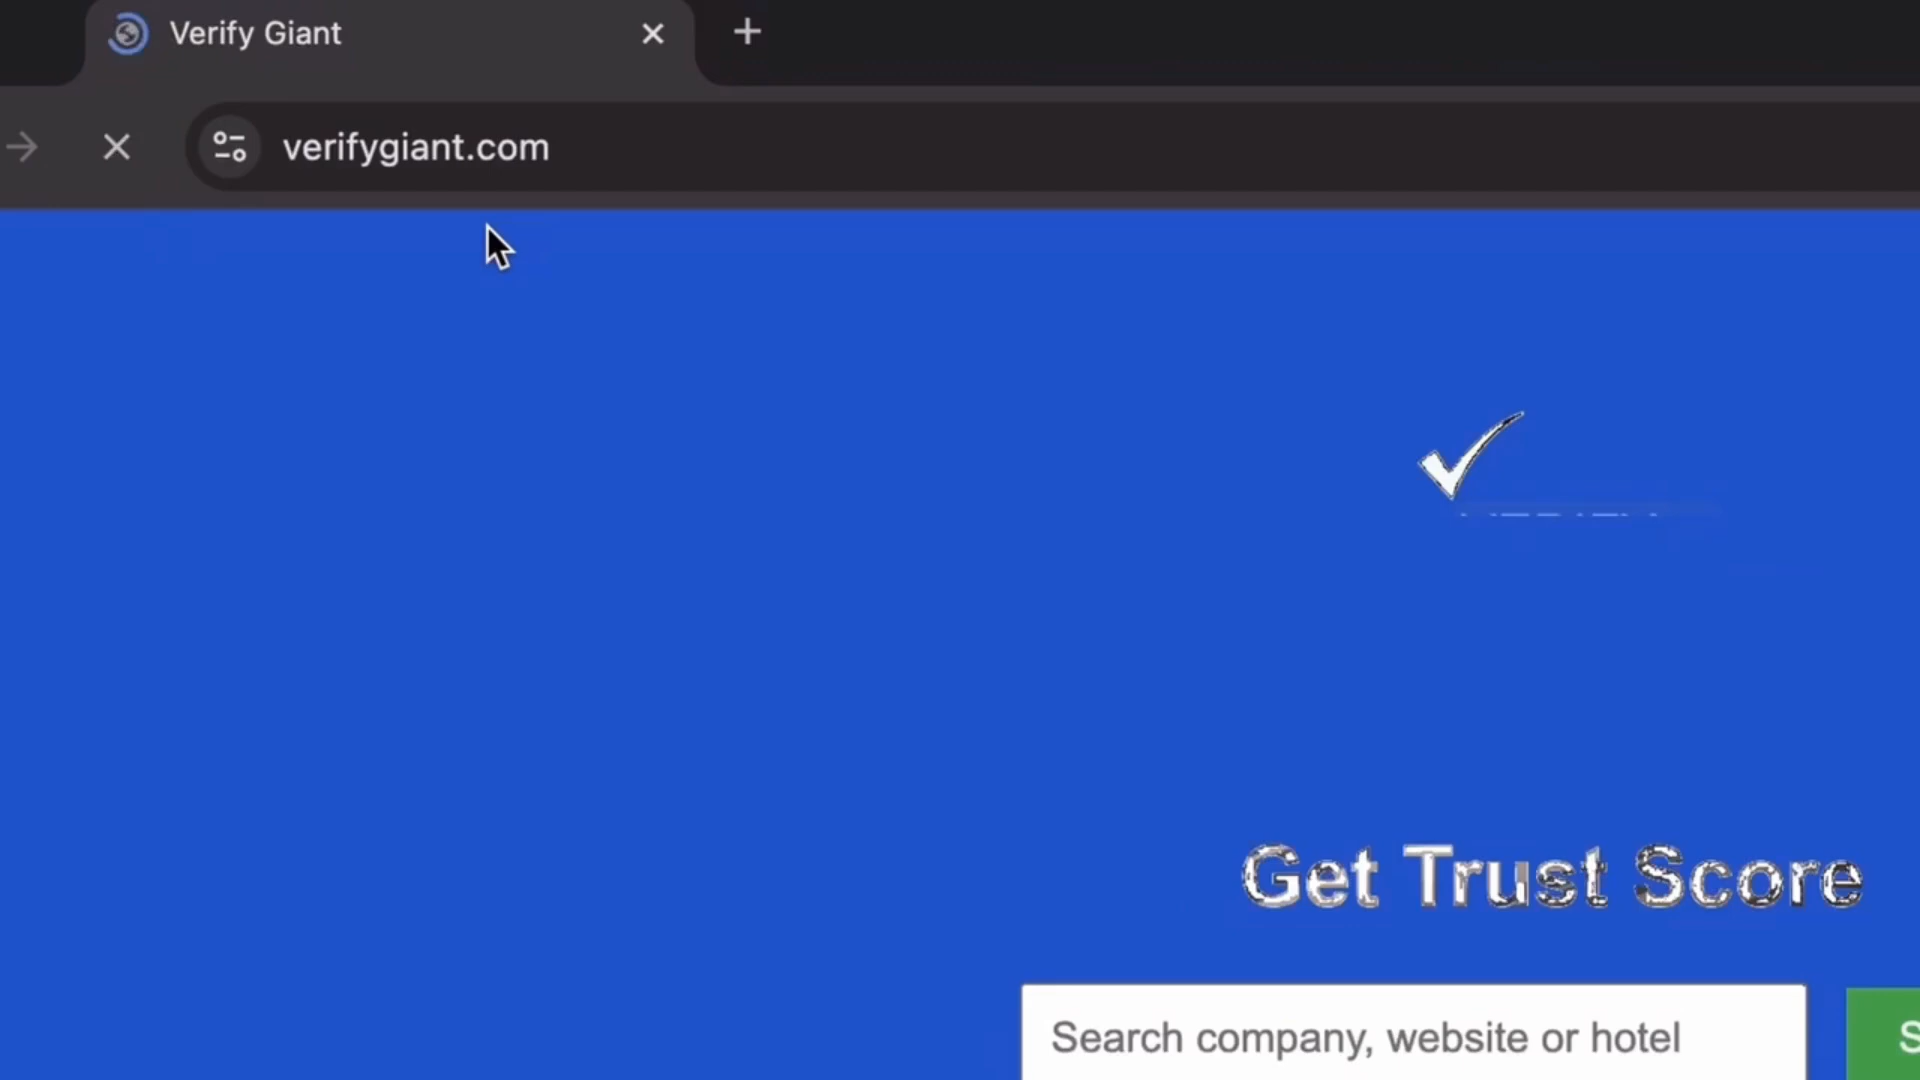 Verify Giant
verifygiant.com
Get Trust Score
Search company, website or hotel
S